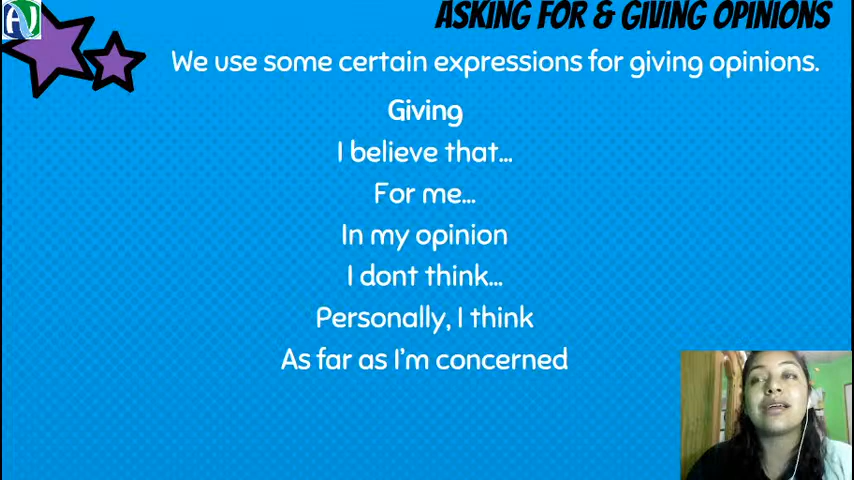 ASKING FOR & GIVING OPINIONS
We use some certain expressions for giving opinions.
Giving
I believe that...
For me...
In my opinion
I dont think...
Personally, I think
As far as I'm concerned